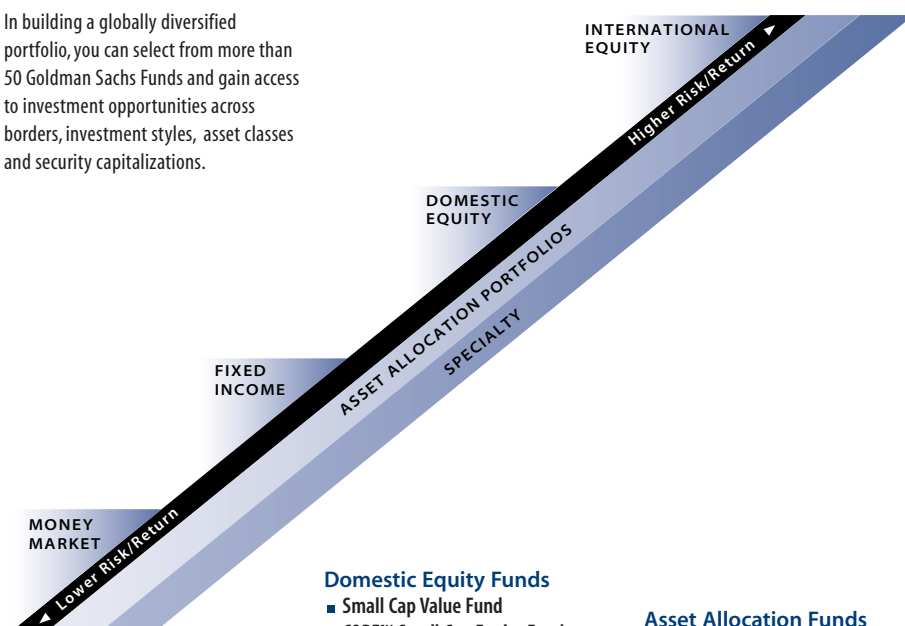 In building a globally diversified
portfolio, you can select from more than
50 Goldman Sachs Funds and gain access
to investment opportunities across
borders, investment styles, asset classes
and security capitalizations.
INTERNATIONAL
EQUITY
Higher Risk/Return
DOMESTIC
EQUITY
ASSET ALLOCATION PORTFOLIOS
SPECIALTY
FIXED
INCOME
MONEY
MARKET
Lower Risk/Return
Domestic Equity Funds
Small Cap Value Fund
Asset Allocation Funds